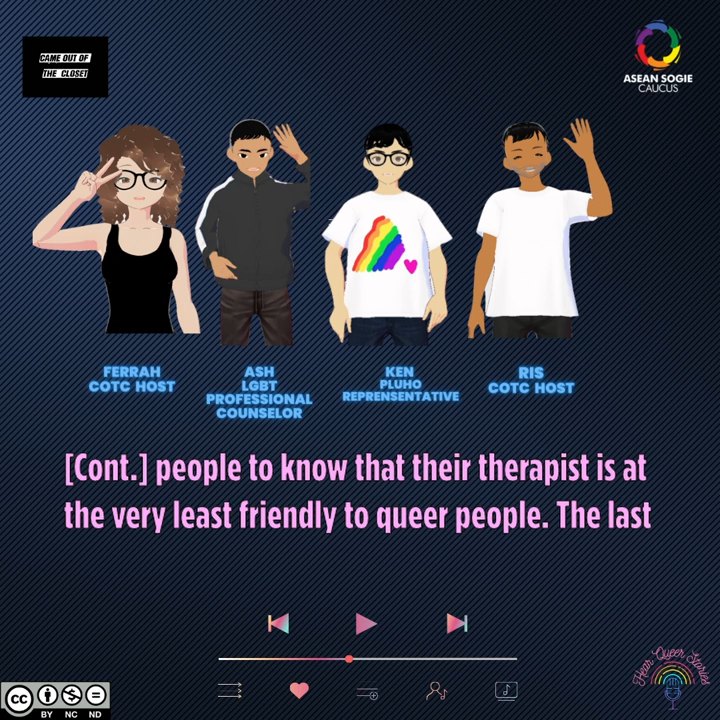 CAME OUT OF
THE CLOSET
ASEAN SOGIE
CAUCUS
FERRAH
COTC HOST
ASH
LGBT
PROFESSIONAL
COUNSELOR
KEN
PLUHO
REPRENSENTATIVE
RIS
COTC HOST
[Cont.] people to know that their therapist is at
the very least friendly to queer people. The last
Hear Queer Stories
cc
BY NC ND